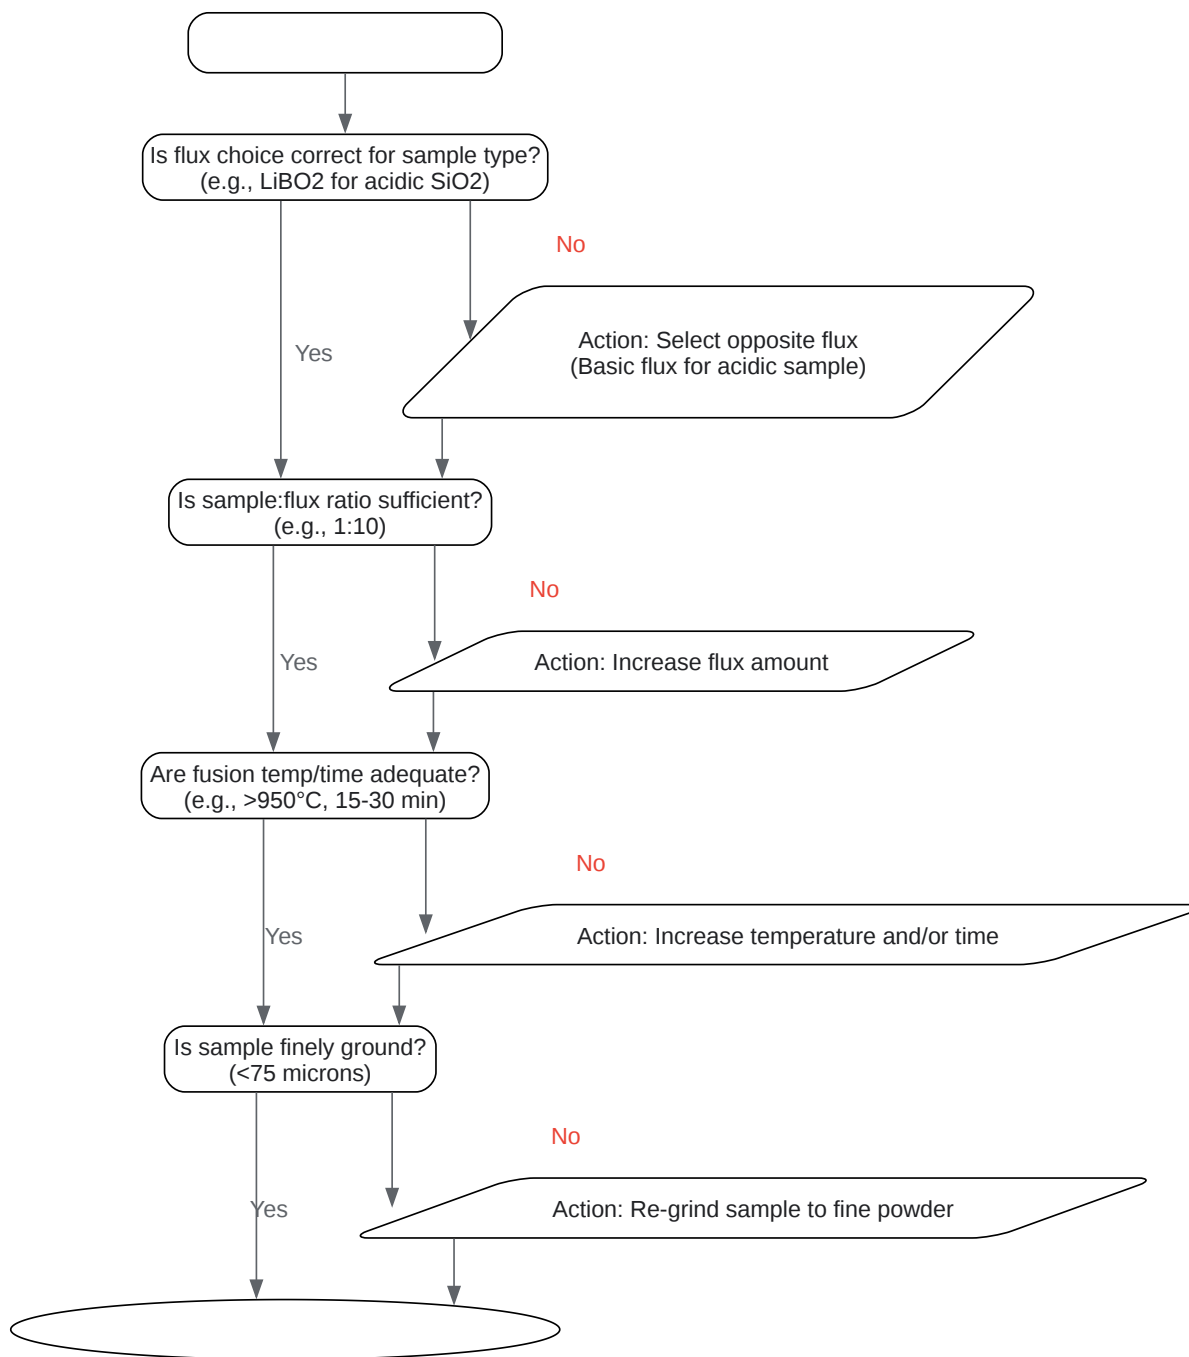 Is flux choice correct for sample type?
(e.g., LiBO2 for acidic SiO2)
No
Action: Select opposite flux
(Basic flux for acidic sample)
Yes
Is sample:flux ratio sufficient?
(e.g., 1:10)
No
Yes
Action: Increase flux amount
Are fusion temp/time adequate?
(e.g., >950°C, 15-30 min)
No
Yes
Action: Increase temperature and/or time
Is sample finely ground?
(<75 microns)
No
Yes
Action: Re-grind sample to fine powder